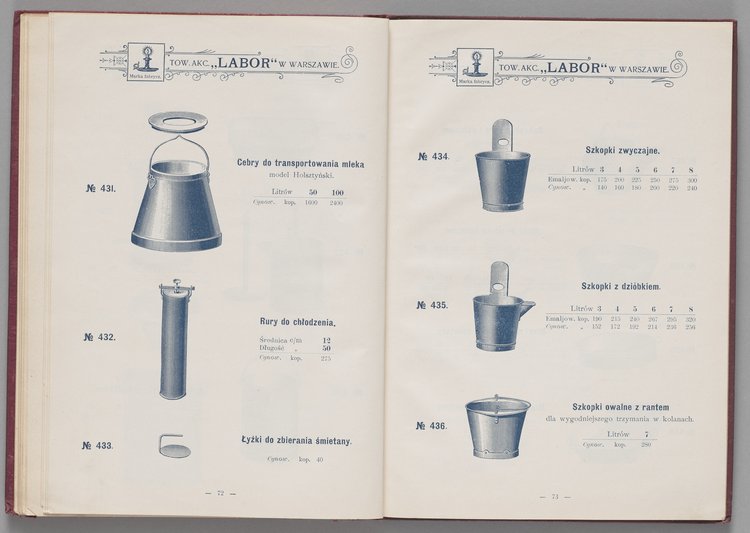 Marka fabrycz.
TOW. AKC. „LABOR“ W WARSZAWIE.
№ 431.
Cebry do transportowania mleka
model Holsztyński.
Litrów 50 100
Cynow. kop. 1600 2400
№ 432.
Rury do chłodzenia,
Średnica c/m 12
Długość „ 50
Cynow. kop. 275
№ 433.
Łyżki do zbierania śmietany.
Cynow. kop. 40
— 72 —
Marka fabrycz.
TOW. AKC. „LABOR“ W WARSZAWIE.
№ 434.
Szkopki zwyczajne.
Litrów 3 4 5 6 7 8
Emaljow. kop. 175 200 225 250 275 300
Cynow. „ 140 160 180 200 220 240
№ 435.
Szkopki z dzióbkiem.
Litrów 3 4 5 6 7 8
Emaljow. kop. 190 215 240 267 295 320
Cynow. „ 152 172 192 214 236 256
№ 436.
Szkopki owalne z rantem
dla wygodniejszego trzymania w kolanach.
Litrów 7
Cynow. kop. 280
— 73 —